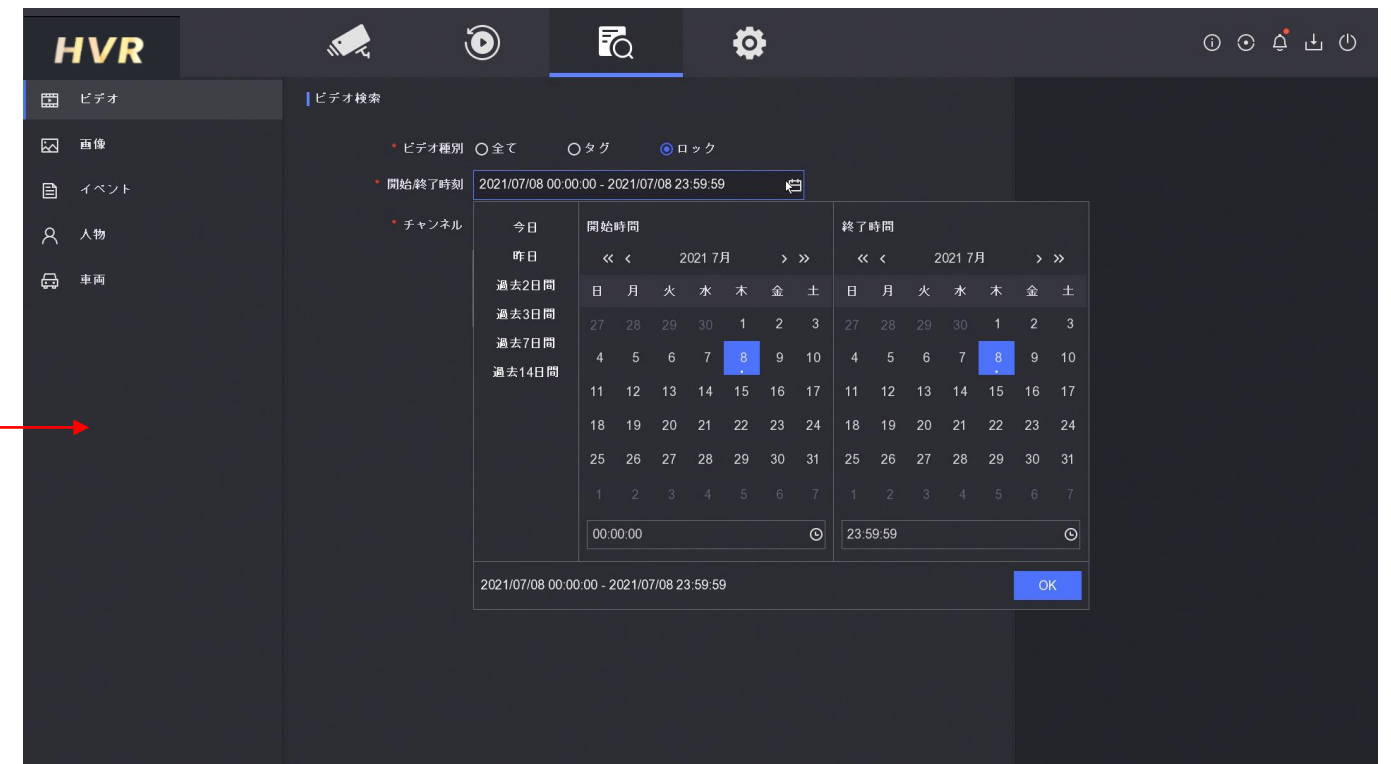 HVR
ビデオ
画像
イベント
人物
車両
ビデオ検索
* ビデオ種別 全て タグ ロック
* 開始/終了時刻 2021/07/08 00:00:00 - 2021/07/08 23:59:59
* チャンネル
今日
昨日
過去2日間
過去3日間
過去7日間
過去14日間
開始時間
« ‹ 2021 7月 › »
日 月 火 水 木 金 土
27 28 29 30 1 2 3
4 5 6 7 8 9 10
11 12 13 14 15 16 17
18 19 20 21 22 23 24
25 26 27 28 29 30 31
1 2 3 4 5 6 7
00:00:00
終了時間
« ‹ 2021 7月 › »
日 月 火 水 木 金 土
27 28 29 30 1 2 3
4 5 6 7 8 9 10
11 12 13 14 15 16 17
18 19 20 21 22 23 24
25 26 27 28 29 30 31
1 2 3 4 5 6 7
23:59:59
2021/07/08 00:00:00 - 2021/07/08 23:59:59
OK